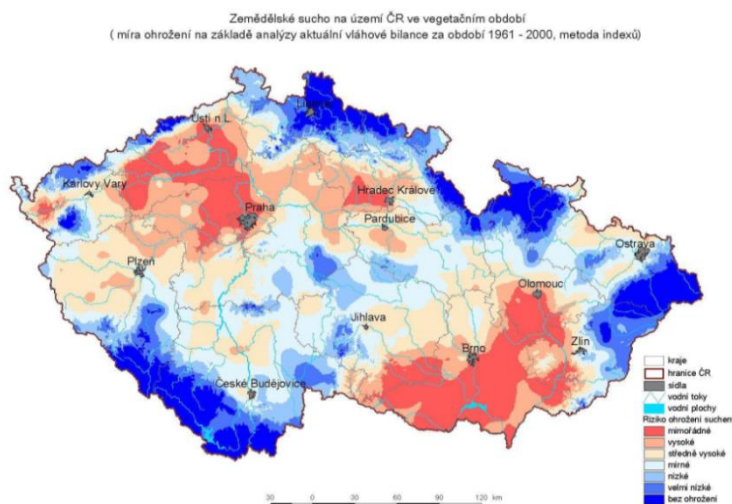 Zemědělské sucho na území ČR ve vegetačním období
( míra ohrožení na základě analýzy aktuální vláhové bilance za období 1961 - 2000, metoda indexů)
Liberec
Ústí n.L.
Karlovy Vary
Hradec Králové
Praha
Pardubice
Plzeň
Ostrava
Olomouc
Jihlava
Brno
Zlín
České Budějovice
kraje
hranice ČR
sídla
vodní toky
vodní plochy
Riziko ohrožení suchem
mimořádné
vysoké
středně vysoké
mírné
nízké
velmi nízké
bez ohrožení
30 0 30 60 90 120 km